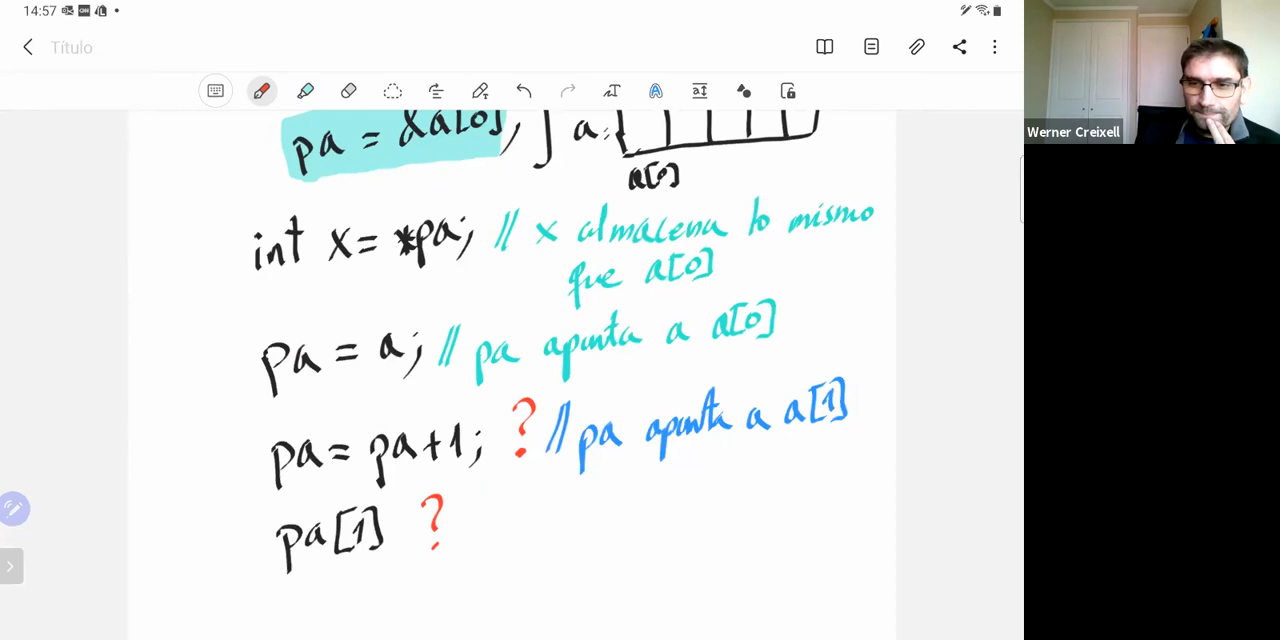 14:57
Título
pa = &a[0];
a:
a[0]
int x = *pa; // x almacena lo mismo
que a[0]
pa = a; // pa apunta a a[0]
pa = pa+1; ? // pa apunta a a[1]
pa[1] ?
Werner Creixell